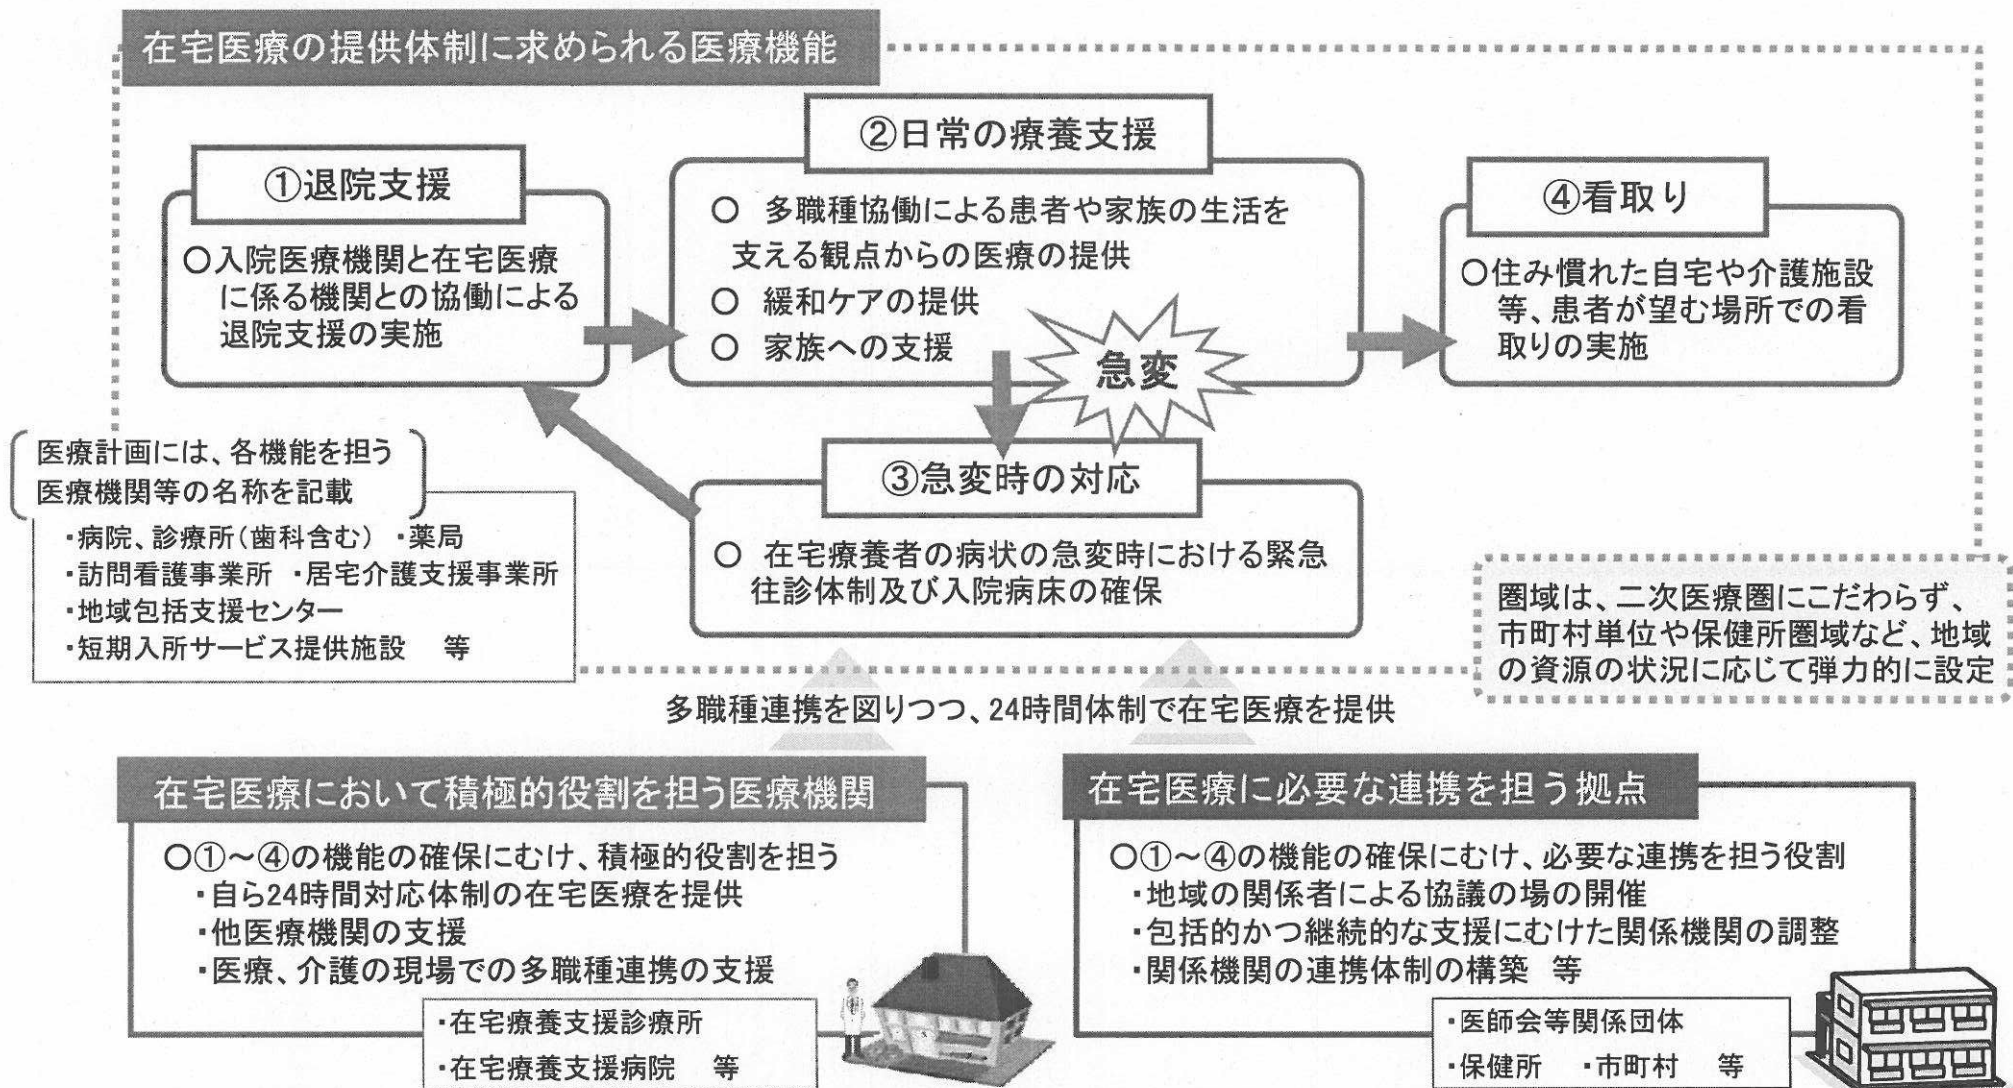 在宅医療の提供体制に求められる医療機能
①退院支援
○入院医療機関と在宅医療
に係る機関との協働による
退院支援の実施
②日常の療養支援
○ 多職種協働による患者や家族の生活を
支える観点からの医療の提供
○ 緩和ケアの提供
○ 家族への支援
急変
④看取り
○住み慣れた自宅や介護施設
等、患者が望む場所での看
取りの実施
③急変時の対応
○ 在宅療養者の病状の急変時における緊急
往診体制及び入院病床の確保
医療計画には、各機能を担う
医療機関等の名称を記載
・病院、診療所(歯科含む) ・薬局
・訪問看護事業所 ・居宅介護支援事業所
・地域包括支援センター
・短期入所サービス提供施設 等
圏域は、二次医療圏にこだわらず、
市町村単位や保健所圏域など、地域
の資源の状況に応じて弾力的に設定
多職種連携を図りつつ、24時間体制で在宅医療を提供
在宅医療において積極的役割を担う医療機関
○①~④の機能の確保にむけ、積極的役割を担う
・自ら24時間対応体制の在宅医療を提供
・他医療機関の支援
・医療、介護の現場での多職種連携の支援
・在宅療養支援診療所
・在宅療養支援病院 等
在宅医療に必要な連携を担う拠点
○①~④の機能の確保にむけ、必要な連携を担う役割
・地域の関係者による協議の場の開催
・包括的かつ継続的な支援にむけた関係機関の調整
・関係機関の連携体制の構築 等
・医師会等関係団体
・保健所 ・市町村 等